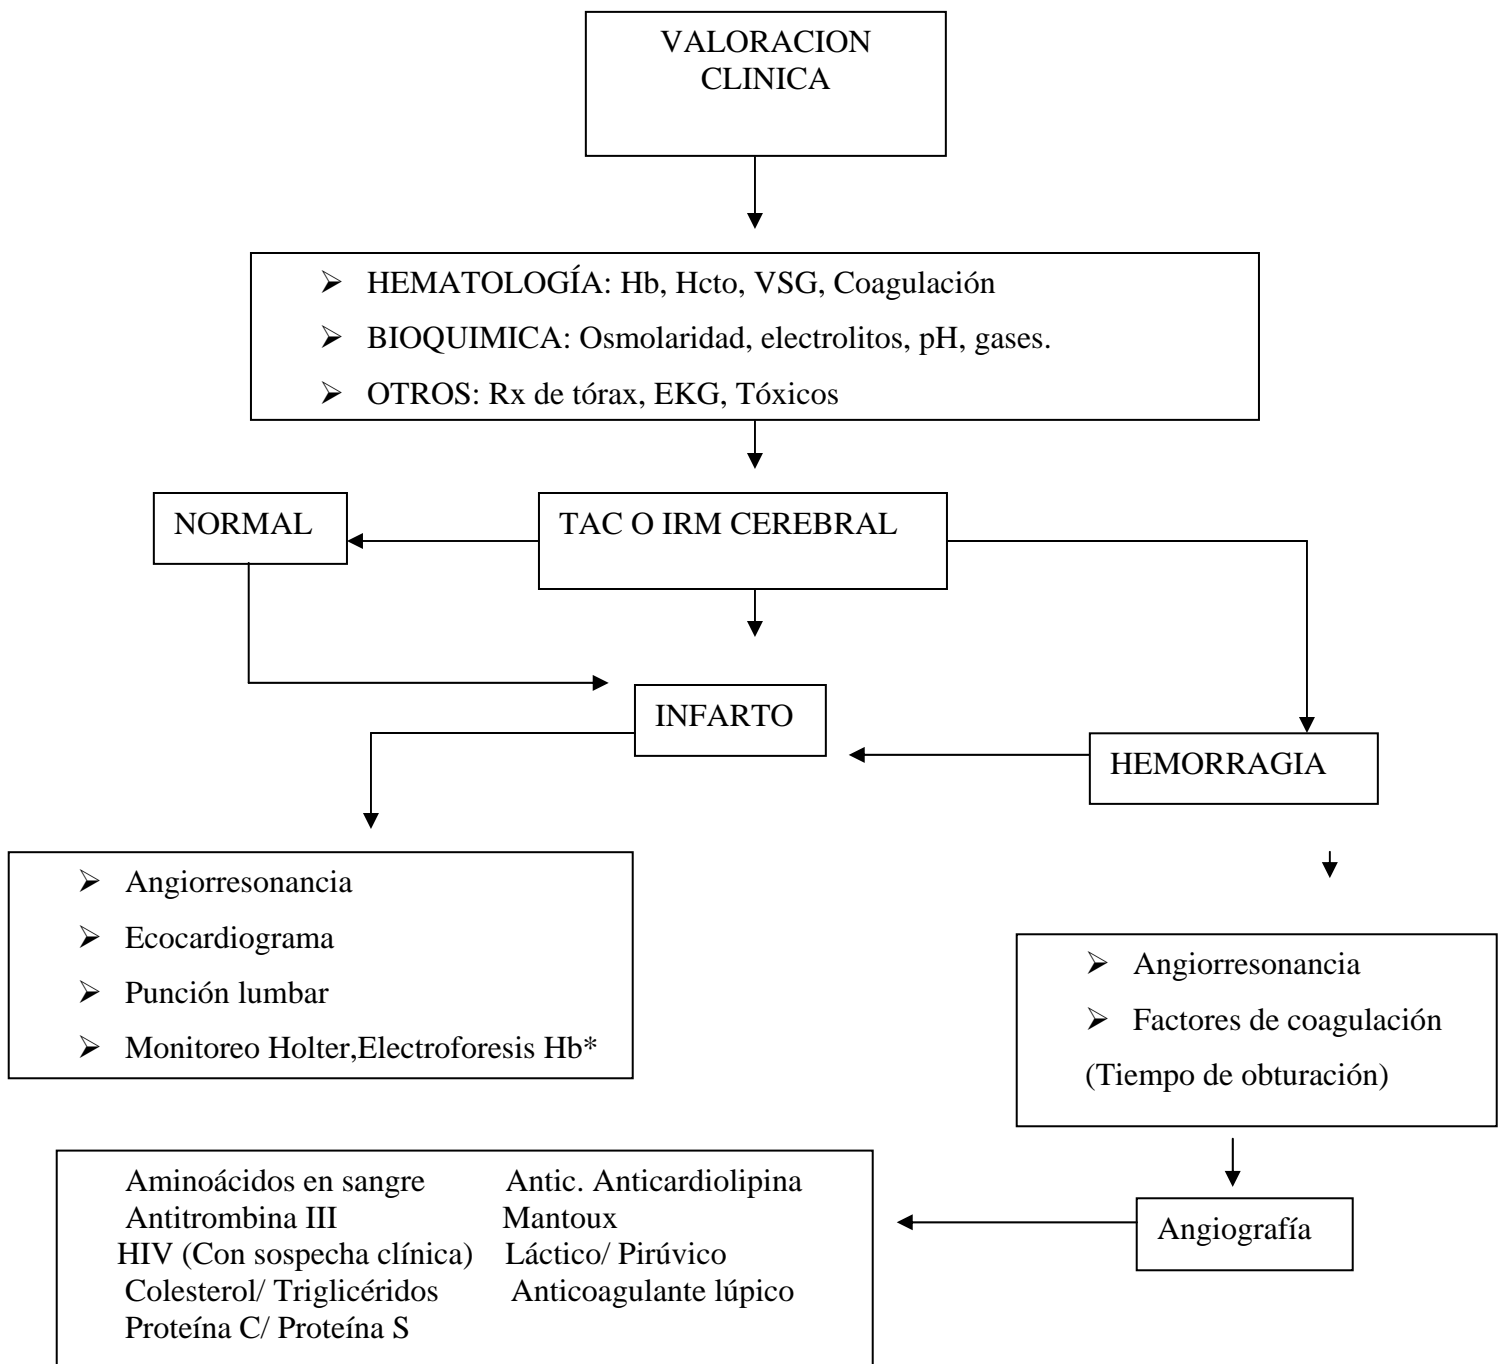 VALORACION
CLINICA
➢ HEMATOLOGÍA: Hb, Hcto, VSG, Coagulación
➢ BIOQUIMICA: Osmolaridad, electrolitos, pH, gases.
➢ OTROS: Rx de tórax, EKG, Tóxicos
NORMAL
TAC O IRM CEREBRAL
INFARTO
HEMORRAGIA
➢ Angiorresonancia
➢ Ecocardiograma
➢ Punción lumbar
➢ Monitoreo Holter,Electroforesis Hb*
➢ Angiorresonancia
➢ Factores de coagulación
(Tiempo de obturación)
Aminoácidos en sangre Antic. Anticardiolipina
Antitrombina III Mantoux
HIV (Con sospecha clínica) Láctico/ Pirúvico
Colesterol/ Triglicéridos Anticoagulante lúpico
Proteína C/ Proteína S
Angiografía